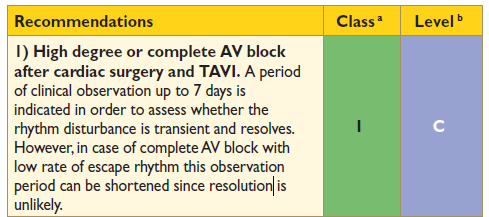 Recommendations Class a Level b
1) High degree or complete AV block
after cardiac surgery and TAVI. A period
of clinical observation up to 7 days is
indicated in order to assess whether the
rhythm disturbance is transient and resolves.
However, in case of complete AV block with
low rate of escape rhythm this observation
period can be shortened since resolution is
unlikely.
I
C